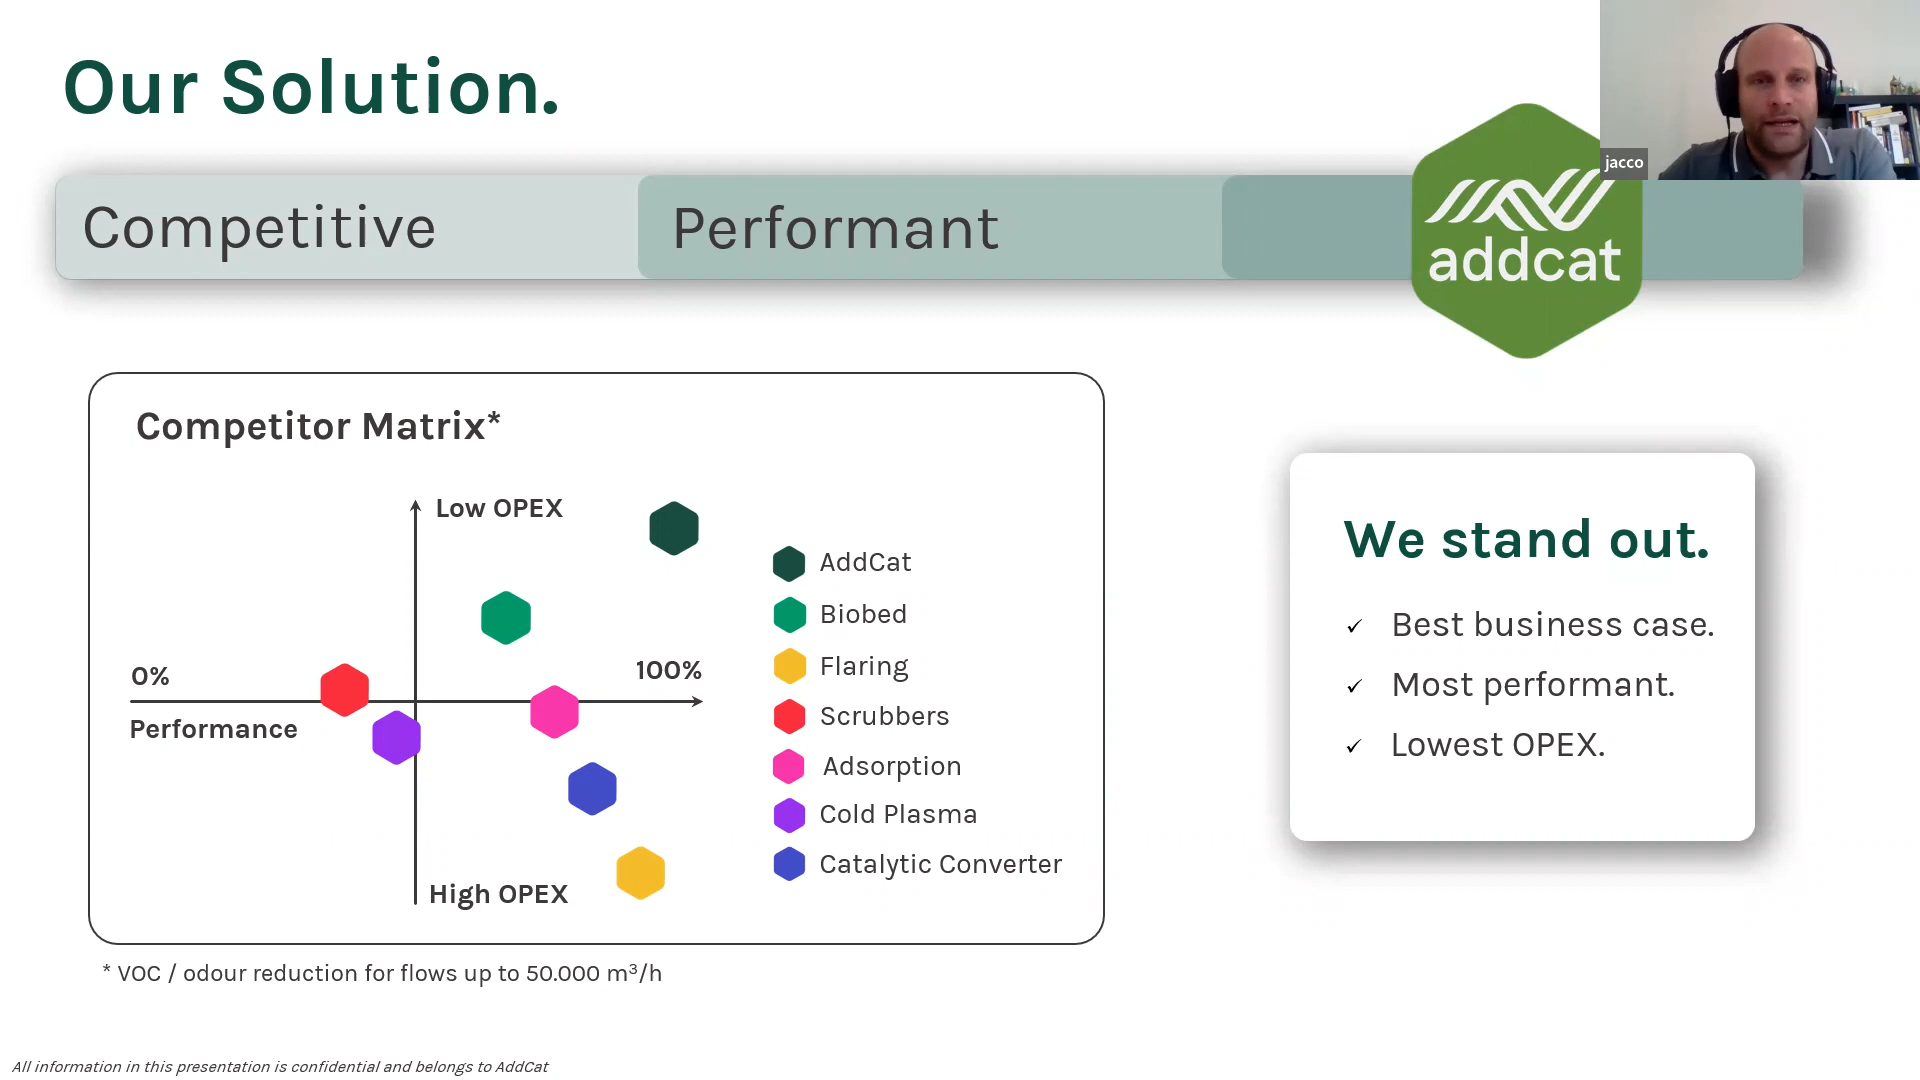 Our Solution.
jacco
Competitive
Performant
addcat
Competitor Matrix*
Low OPEX
0%
100%
Performance
High OPEX
AddCat
Biobed
Flaring
Scrubbers
Adsorption
Cold Plasma
Catalytic Converter
We stand out.
✓ Best business case.
✓ Most performant.
✓ Lowest OPEX.
* VOC / odour reduction for flows up to 50.000 m³/h
All information in this presentation is confidential and belongs to AddCat